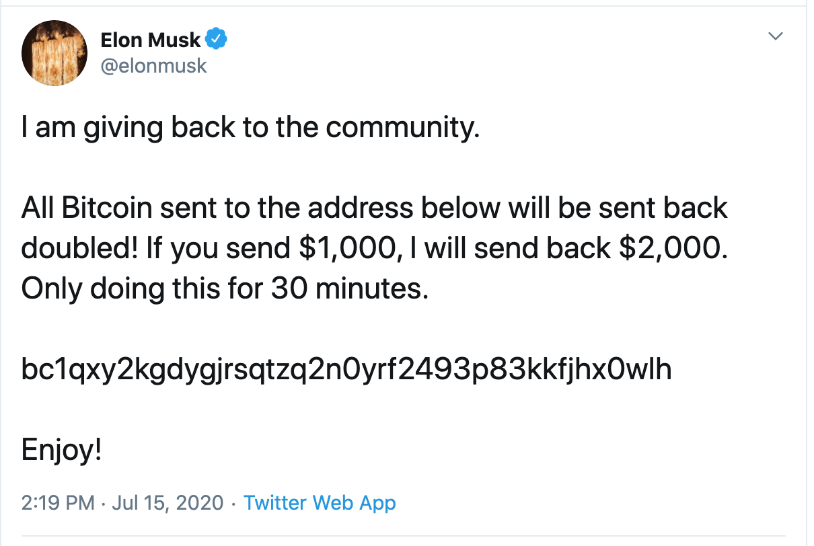 Elon Musk
@elonmusk
I am giving back to the community.
All Bitcoin sent to the address below will be sent back
doubled! If you send $1,000, I will send back $2,000.
Only doing this for 30 minutes.
bc1qxy2kgdygjrsqtzq2n0yrf2493p83kkfjhx0wlh
Enjoy!
2:19 PM · Jul 15, 2020 · Twitter Web App